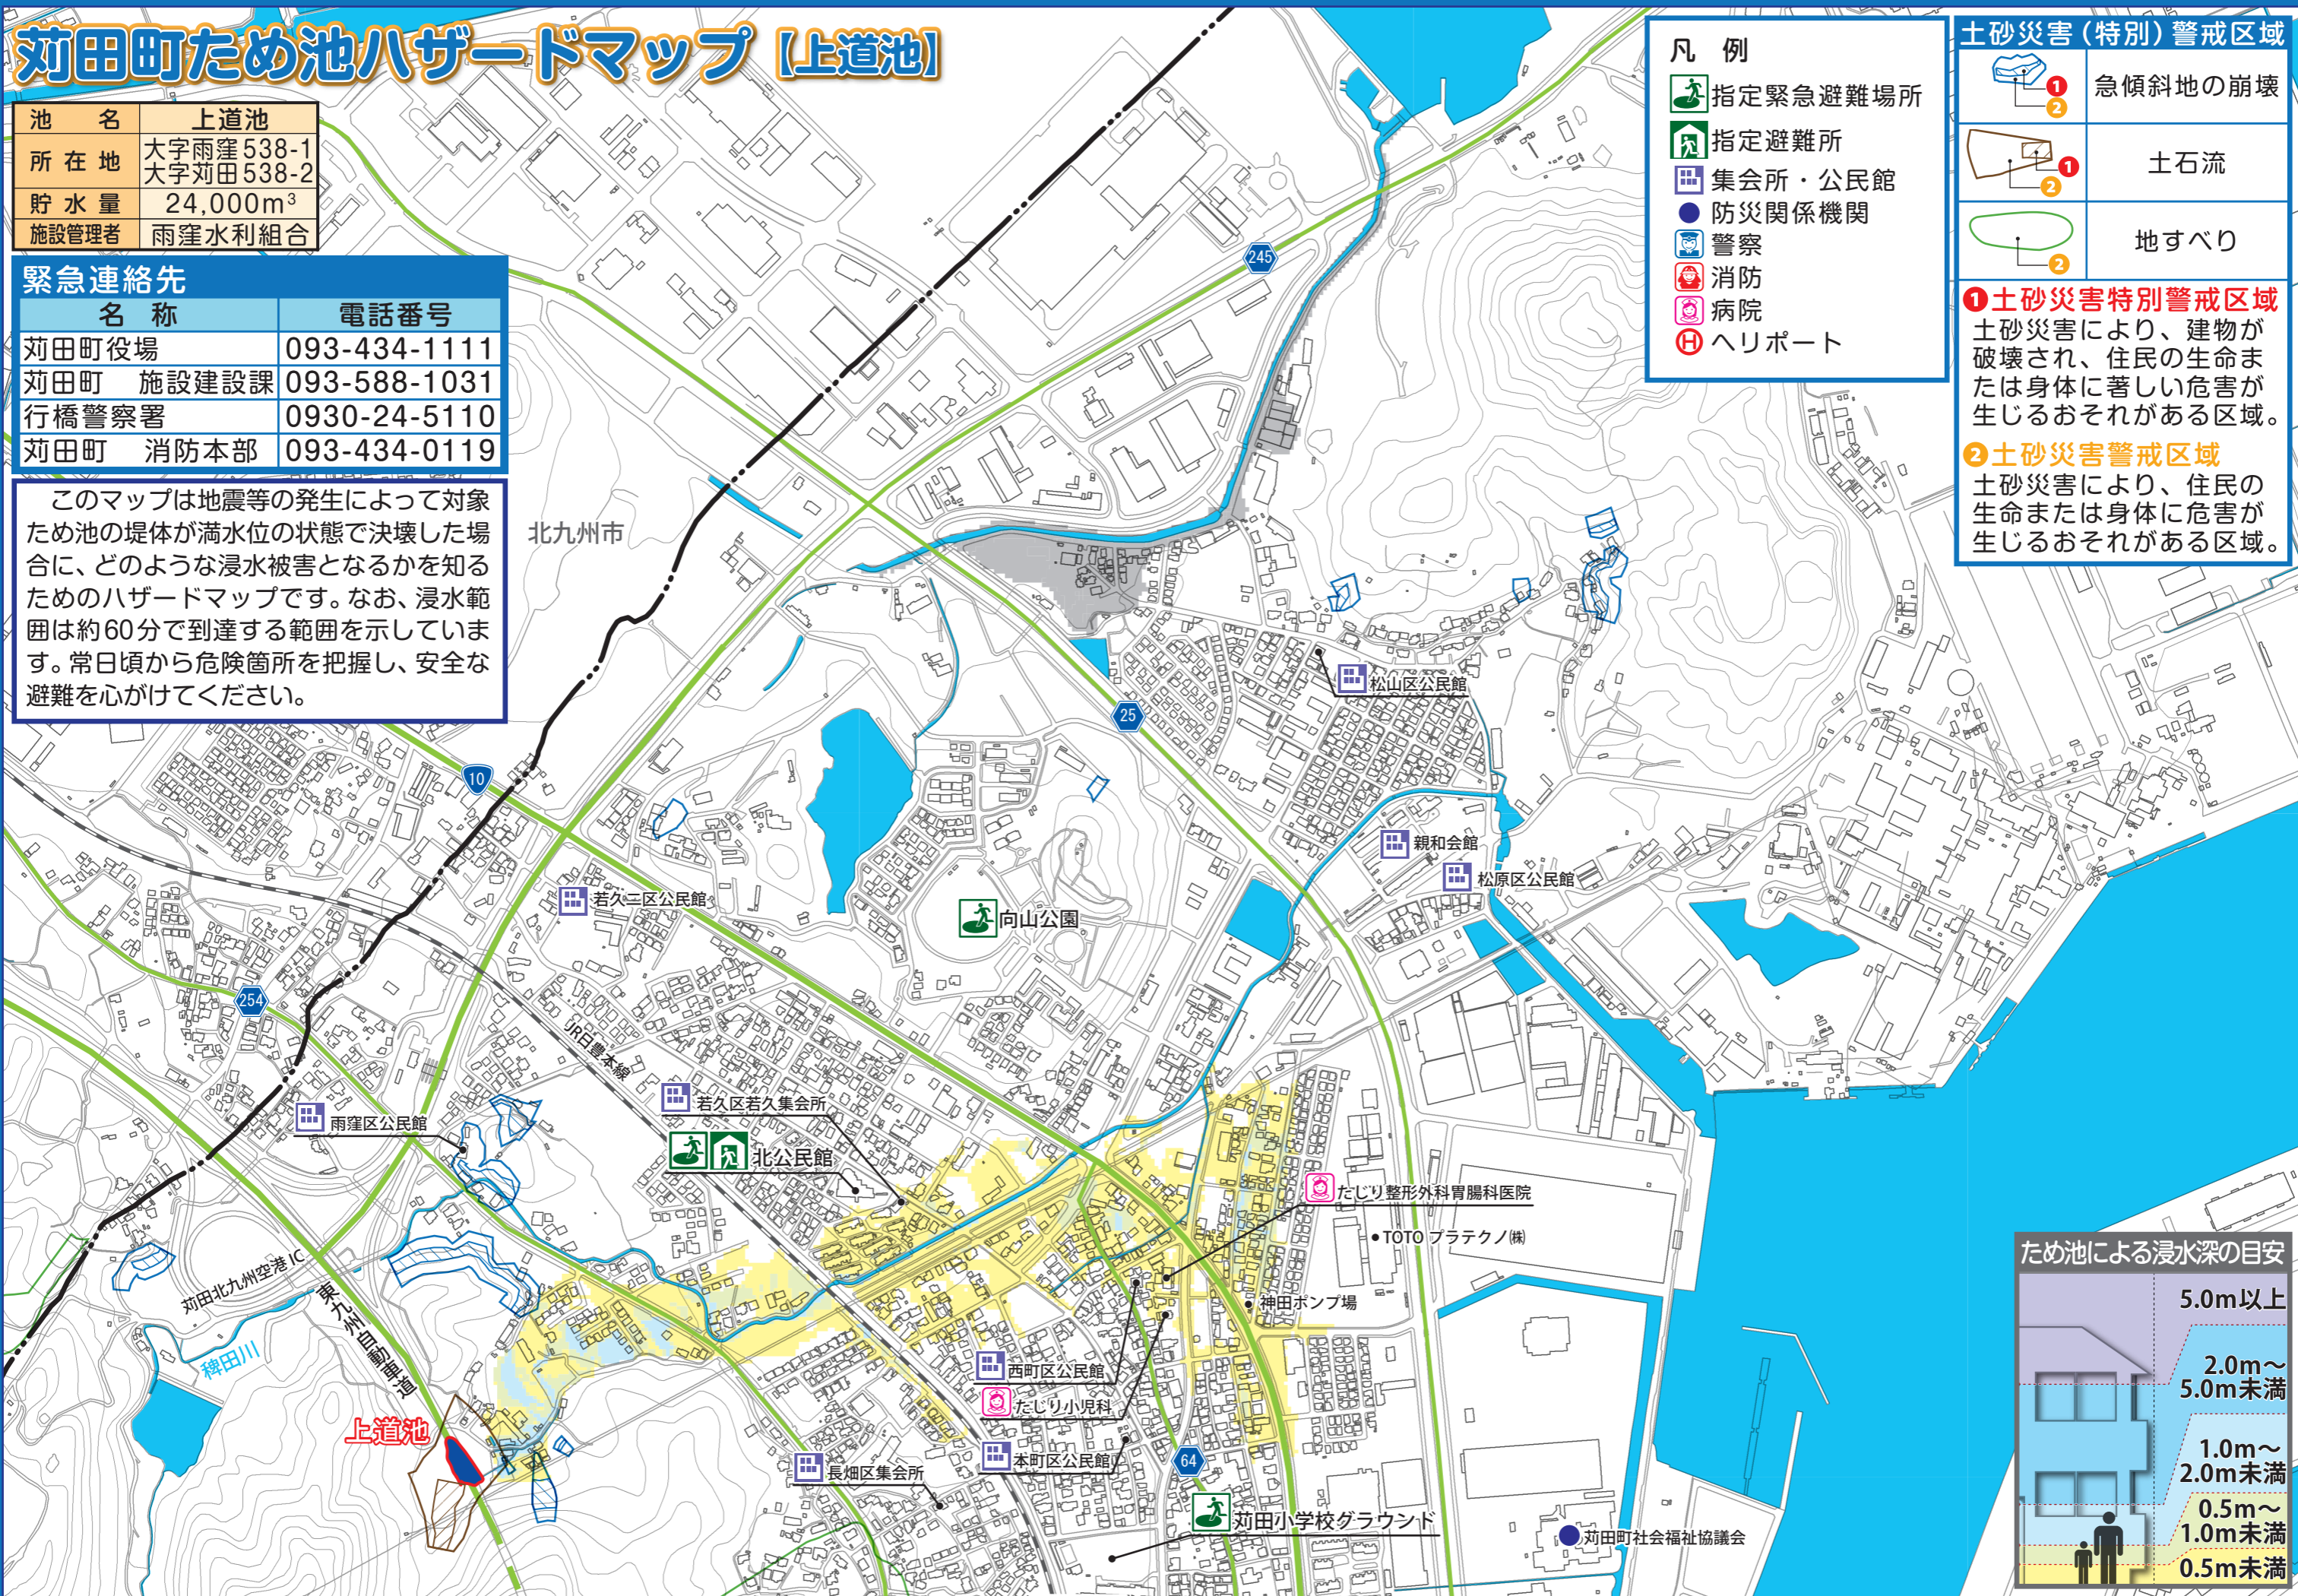 苅田町ため池ハザードマップ【上道池】
池名 上道池
所在地 大字雨窪538-1
大字苅田538-2
貯水量 24,000m³
施設管理者 雨窪水利組合
緊急連絡先
名称 電話番号
苅田町役場 093-434-1111
苅田町 施設建設課 093-588-1031
行橋警察署 0930-24-5110
苅田町 消防本部 093-434-0119
このマップは地震等の発生によって対象
ため池の堤体が満水位の状態で決壊した場
合に、どのような浸水被害となるかを知る
ためのハザードマップです。なお、浸水範
囲は約60分で到達する範囲を示していま
す。常日頃から危険箇所を把握し、安全な
避難を心がけてください。
凡 例
指定緊急避難場所
指定避難所
集会所・公民館
防災関係機関
警察
消防
病院
H ヘリポート
土砂災害(特別)警戒区域
1
2
急傾斜地の崩壊
1
2
土石流
2
地すべり
1土砂災害特別警戒区域
土砂災害により、建物が
破壊され、住民の生命ま
たは身体に著しい危害が
生じるおそれがある区域。
2土砂災害警戒区域
土砂災害により、住民の
生命または身体に危害が
生じるおそれがある区域。
245
北九州市
松山区公民館
25
10
親和会館
松原区公民館
若久二区公民館
向山公園
254
JR日豊本線
若久区若久集会所
雨窪区公民館
北公民館
たじり整形外科胃腸科医院
TOTO プラテクノ㈱
苅田北九州空港IC
東九州自動車道
神田ポンプ場
稗田川
西町区公民館
たじり小児科
上道池
本町区公民館
長畑区集会所
64
苅田小学校グラウンド
苅田町社会福祉協議会
ため池による浸水深の目安
5.0m以上
2.0m～
5.0m未満
1.0m～
2.0m未満
0.5m～
1.0m未満
0.5m未満